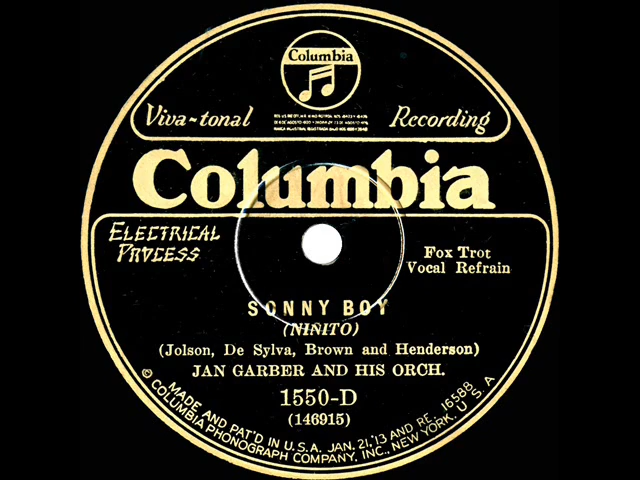 Columbia
Viva-tonal Recording
Columbia
ELECTRICAL
PROCESS
Fox Trot
Vocal Refrain
SONNY BOY
(NIÑITO)
(Jolson, De Sylva, Brown and Henderson)
JAN GARBER AND HIS ORCH.
1550-D
(146915)
MADE AND PAT'D IN U.S.A. JAN. 21,'13 AND RE. 16588
© COLUMBIA PHONOGRAPH COMPANY, INC., NEW YORK, U.S.A